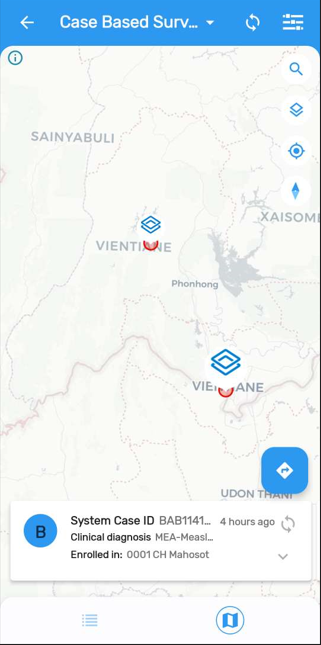 Case Based Surv...
SAINYABULI
XAISOME
VIENTIANE
Phonhong
VIENTIANE
UDON THANI
B
System Case ID BAB1141... 4 hours ago
Clinical diagnosis MEA-Measl...
Enrolled in: 0001 CH Mahosot